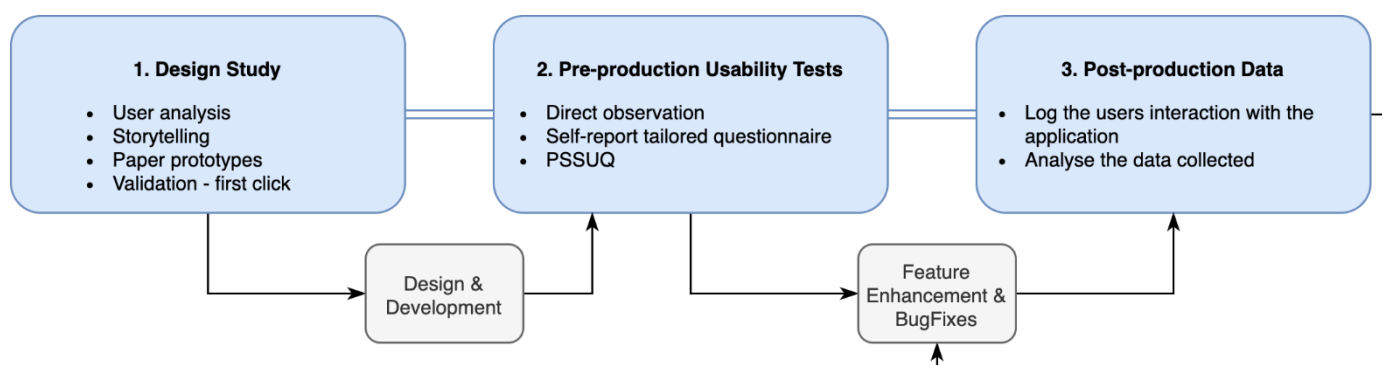 1. Design Study
• User analysis
• Storytelling
• Paper prototypes
• Validation - first click
2. Pre-production Usability Tests
• Direct observation
• Self-report tailored questionnaire
• PSSUQ
3. Post-production Data
• Log the users interaction with the
application
• Analyse the data collected
Design &
Development
Feature
Enhancement &
BugFixes